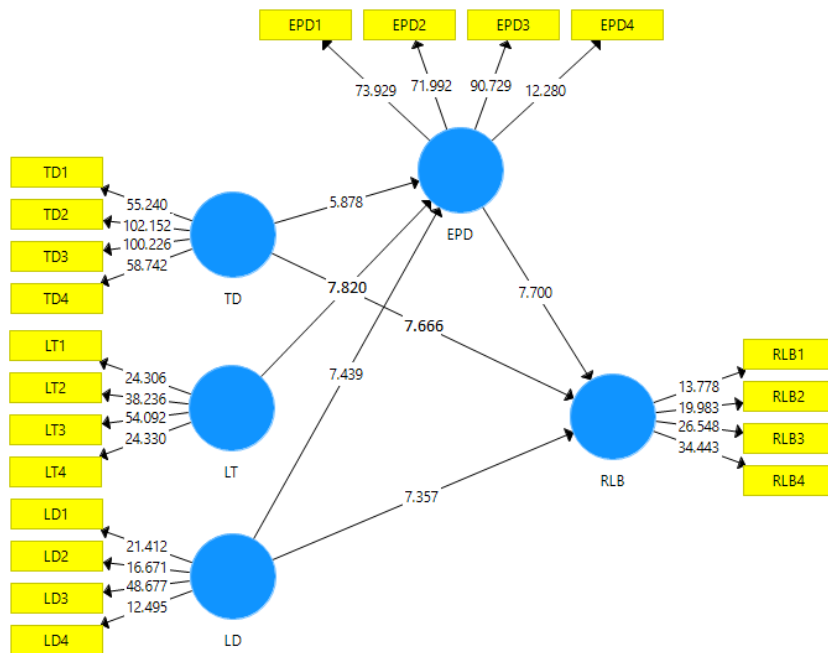 EPD1
EPD2
EPD3
EPD4
73.929
71.992
90.729
12.280
TD1
TD2
TD3
TD4
55.240
102.152
100.226
58.742
TD
5.878
EPD
7.820
7.666
7.700
7.439
LT1
LT2
LT3
LT4
24.306
38.236
54.092
24.330
LT
RLB1
RLB2
RLB3
RLB4
13.778
19.983
26.548
34.443
RLB
7.357
LD1
LD2
LD3
LD4
21.412
16.671
48.677
12.495
LD